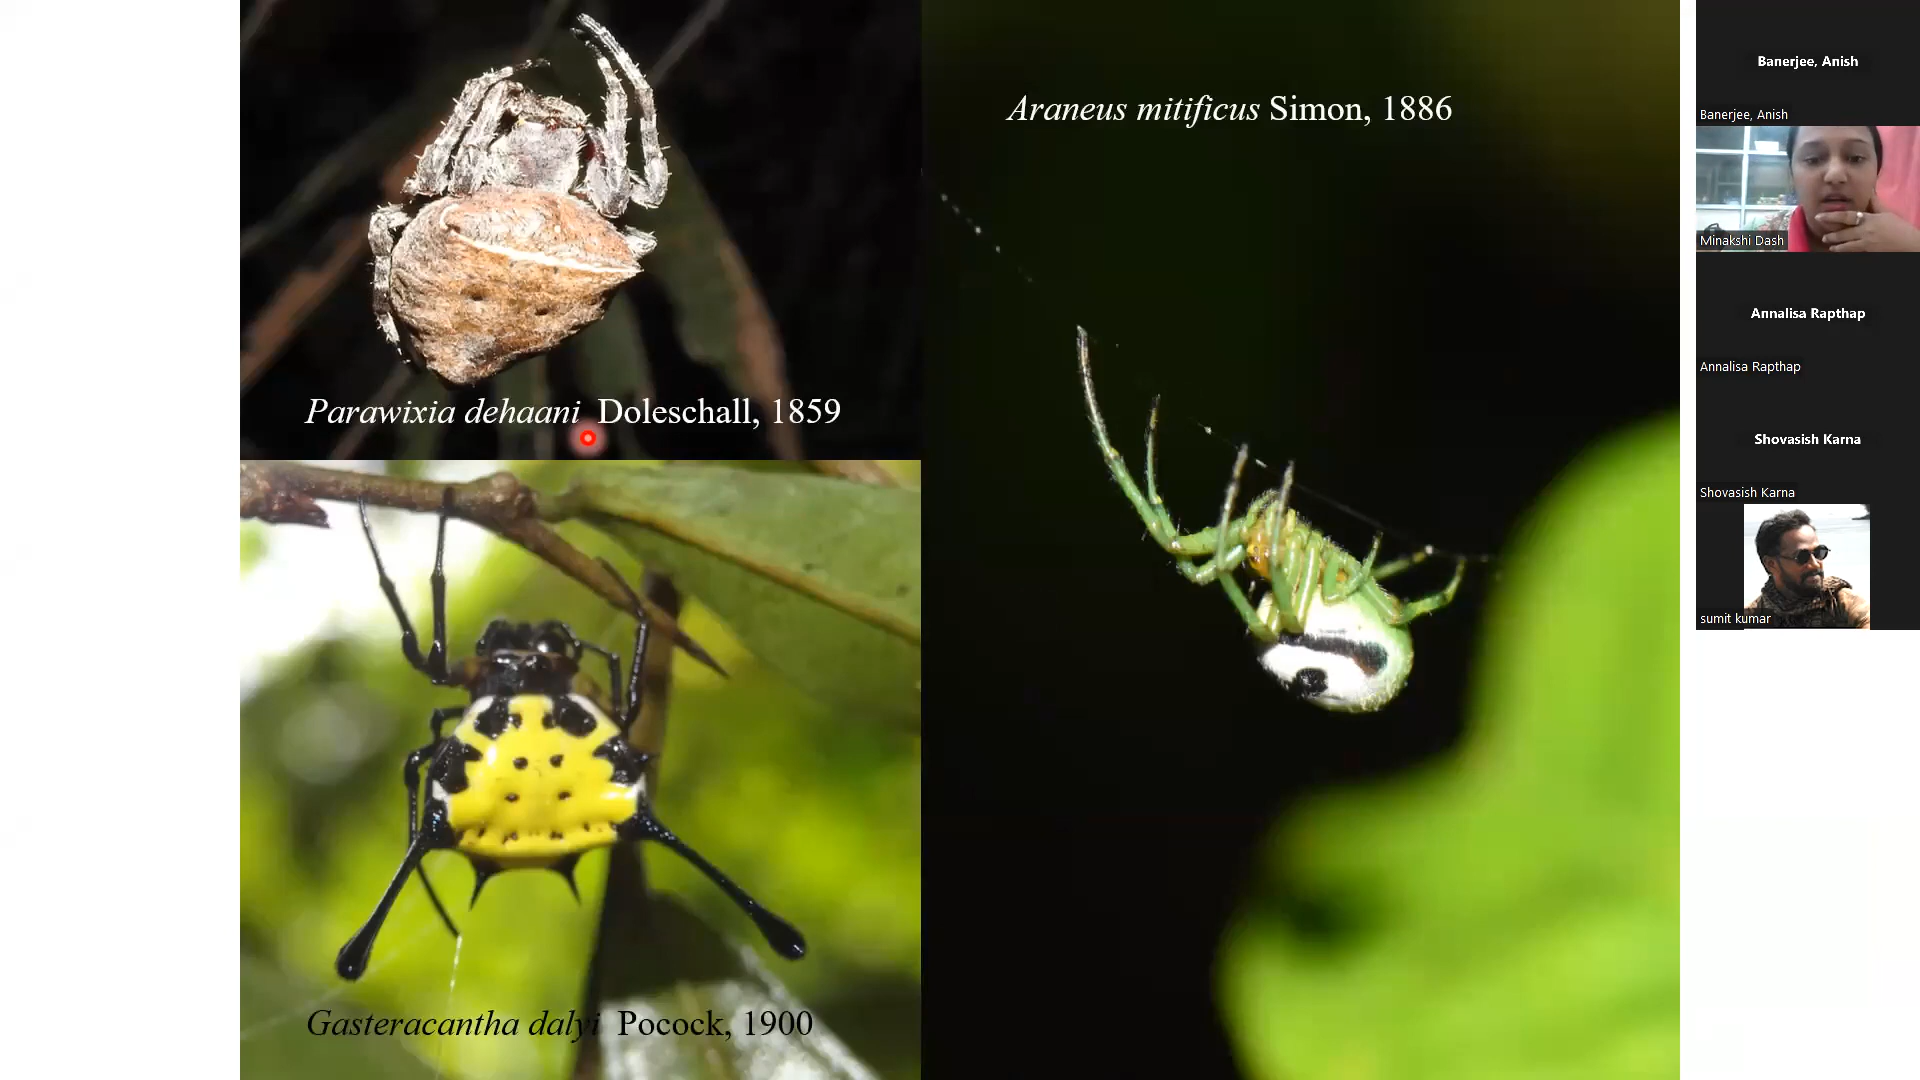 Araneus mitificus Simon, 1886
Parawixia dehaani Doleschall, 1859
Gasteracantha dalyi Pocock, 1900
Banerjee, Anish
Banerjee, Anish
Minakshi Dash
Annalisa Rapthap
Annalisa Rapthap
Shovasish Karna
Shovasish Karna
sumit kumar